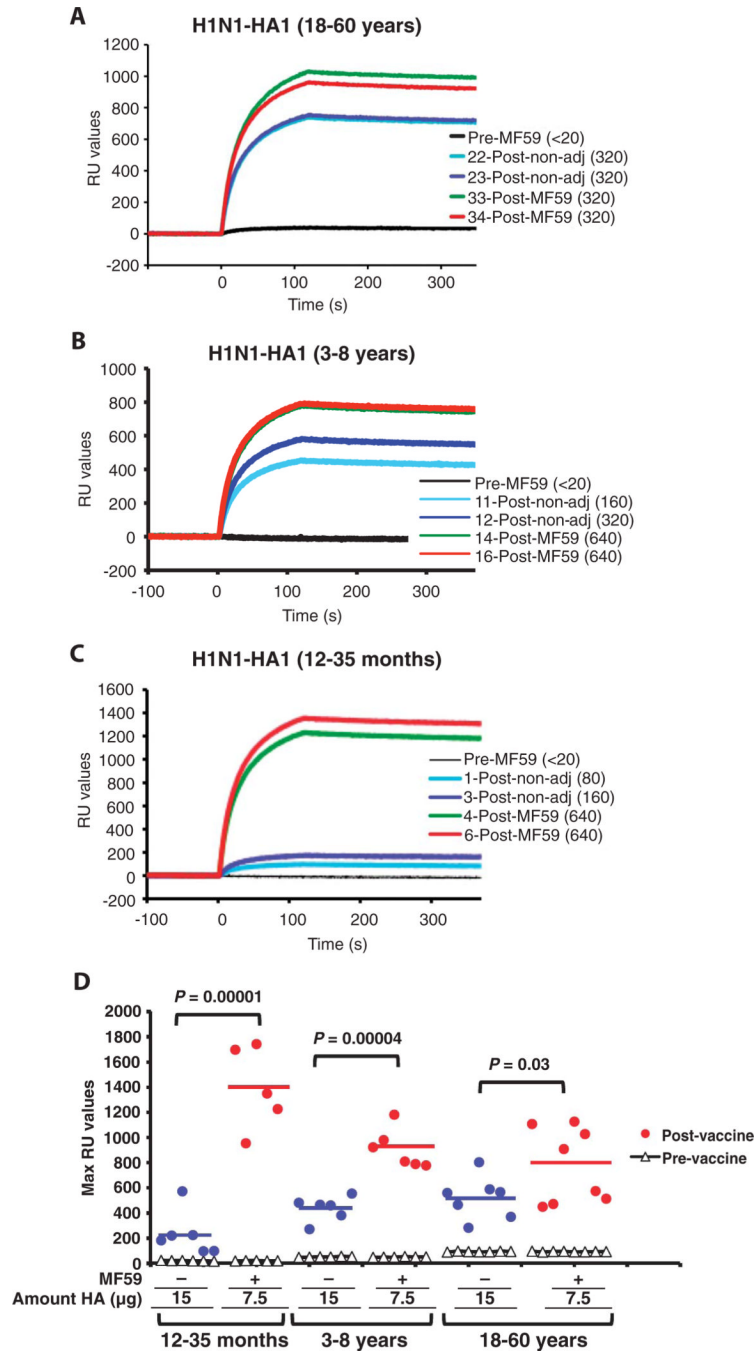 A
H1N1-HA1 (18-60 years)
1200
1000
800
600
400
200
0
-200
RU values
0
100
200
300
Time (s)
Pre-MF59 (<20)
22-Post-non-adj (320)
23-Post-non-adj (320)
33-Post-MF59 (320)
34-Post-MF59 (320)
B
H1N1-HA1 (3-8 years)
1000
800
600
400
200
0
-200
RU values
-100
0
100
200
300
Time (s)
Pre-MF59 (<20)
11-Post-non-adj (160)
12-Post-non-adj (320)
14-Post-MF59 (640)
16-Post-MF59 (640)
C
H1N1-HA1 (12-35 months)
1600
1400
1200
1000
800
600
400
200
0
-200
RU values
-100
0
100
200
300
Time (s)
Pre-MF59 (<20)
1-Post-non-adj (80)
3-Post-non-adj (160)
4-Post-MF59 (640)
6-Post-MF59 (640)
D
2000
1800
1600
1400
1200
1000
800
600
400
200
0
Max RU values
P = 0.00001
P = 0.00004
P = 0.03
Post-vaccine
Pre-vaccine
MF59 – + – + – +
Amount HA (µg) 15 7.5 15 7.5 15 7.5
12-35 months 3-8 years 18-60 years